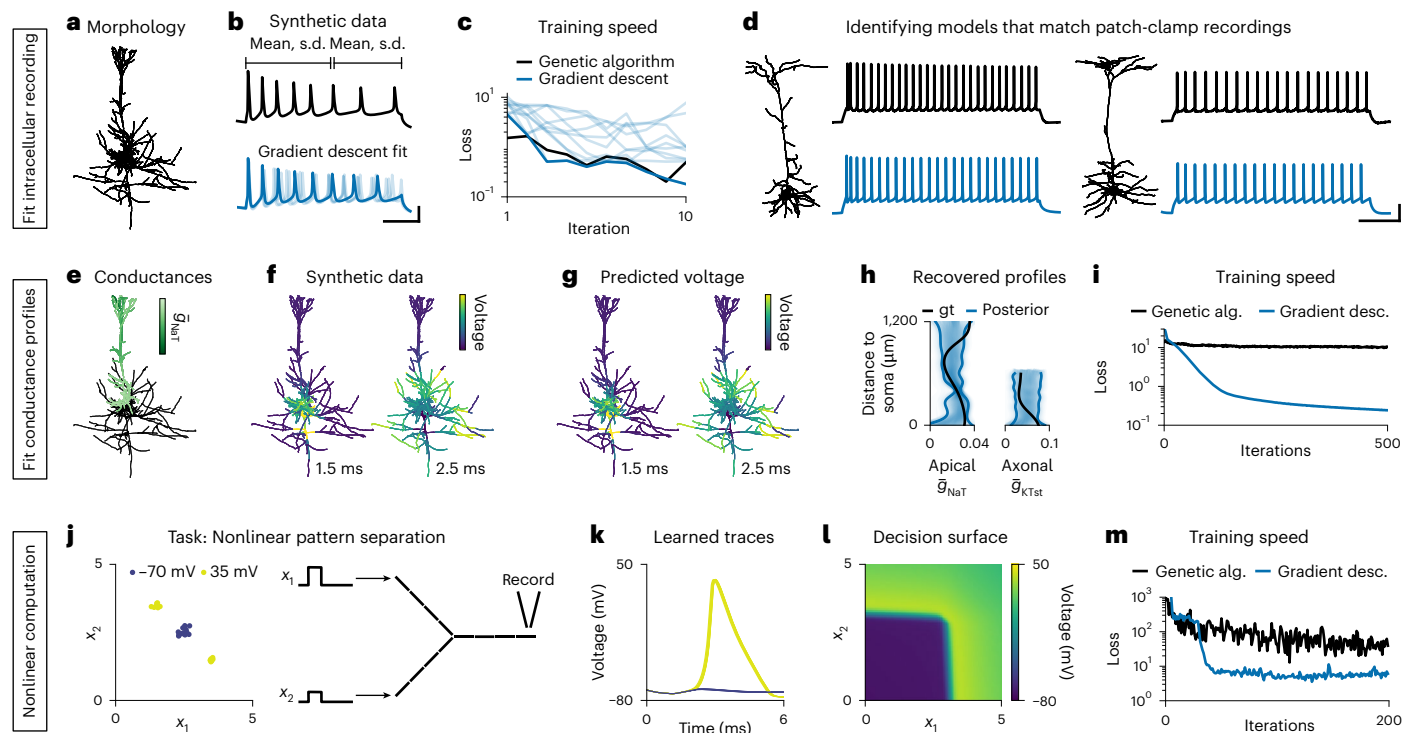 Fit intracellular recording
a Morphology
b Synthetic data
Mean, s.d. Mean, s.d.
Gradient descent fit
c Training speed
Genetic algorithm
Gradient descent
10¹
10⁻¹
Loss
1
10
Iteration
d Identifying models that match patch-clamp recordings
Fit conductance profiles
e Conductances
g̅NaT
f Synthetic data
Voltage
1.5 ms
2.5 ms
g Predicted voltage
Voltage
1.5 ms
2.5 ms
h Recovered profiles
gt Posterior
1,200
Distance to
soma (μm)
0
0 0.04
0 0.1
Apical
g̅NaT
Axonal
g̅KTst
i Training speed
Genetic alg. Gradient desc.
10¹
10⁰
10⁻¹
Loss
0
500
Iterations
Nonlinear computation
j Task: Nonlinear pattern separation
–70 mV 35 mV
5
x₂
0
0
5
x₁
x₁
x₂
Record
k Learned traces
50
Voltage (mV)
–80
0
6
Time (ms)
l Decision surface
5
x₂
0
0
5
x₁
50
–80
Voltage (mV)
m Training speed
Genetic alg. Gradient desc.
10³
10²
10¹
10⁰
Loss
0
200
Iterations